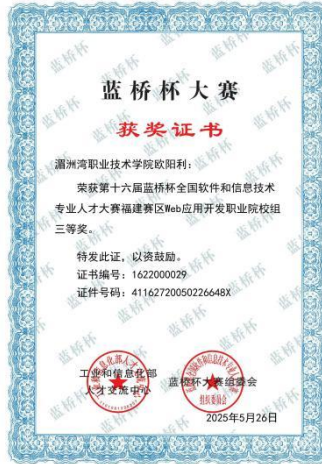 蓝桥杯大赛
获奖证书
湄洲湾职业技术学院欧阳利：
荣获第十六届蓝桥杯全国软件和信息技术
专业人才大赛福建赛区Web应用开发职业院校组
三等奖。
特发此证，以资鼓励。
证书编号：1622000029
证件号码：41162720050226648X
工业和信息化部
人才交流中心
蓝桥杯大赛组委会
组织委员会
2025年5月26日